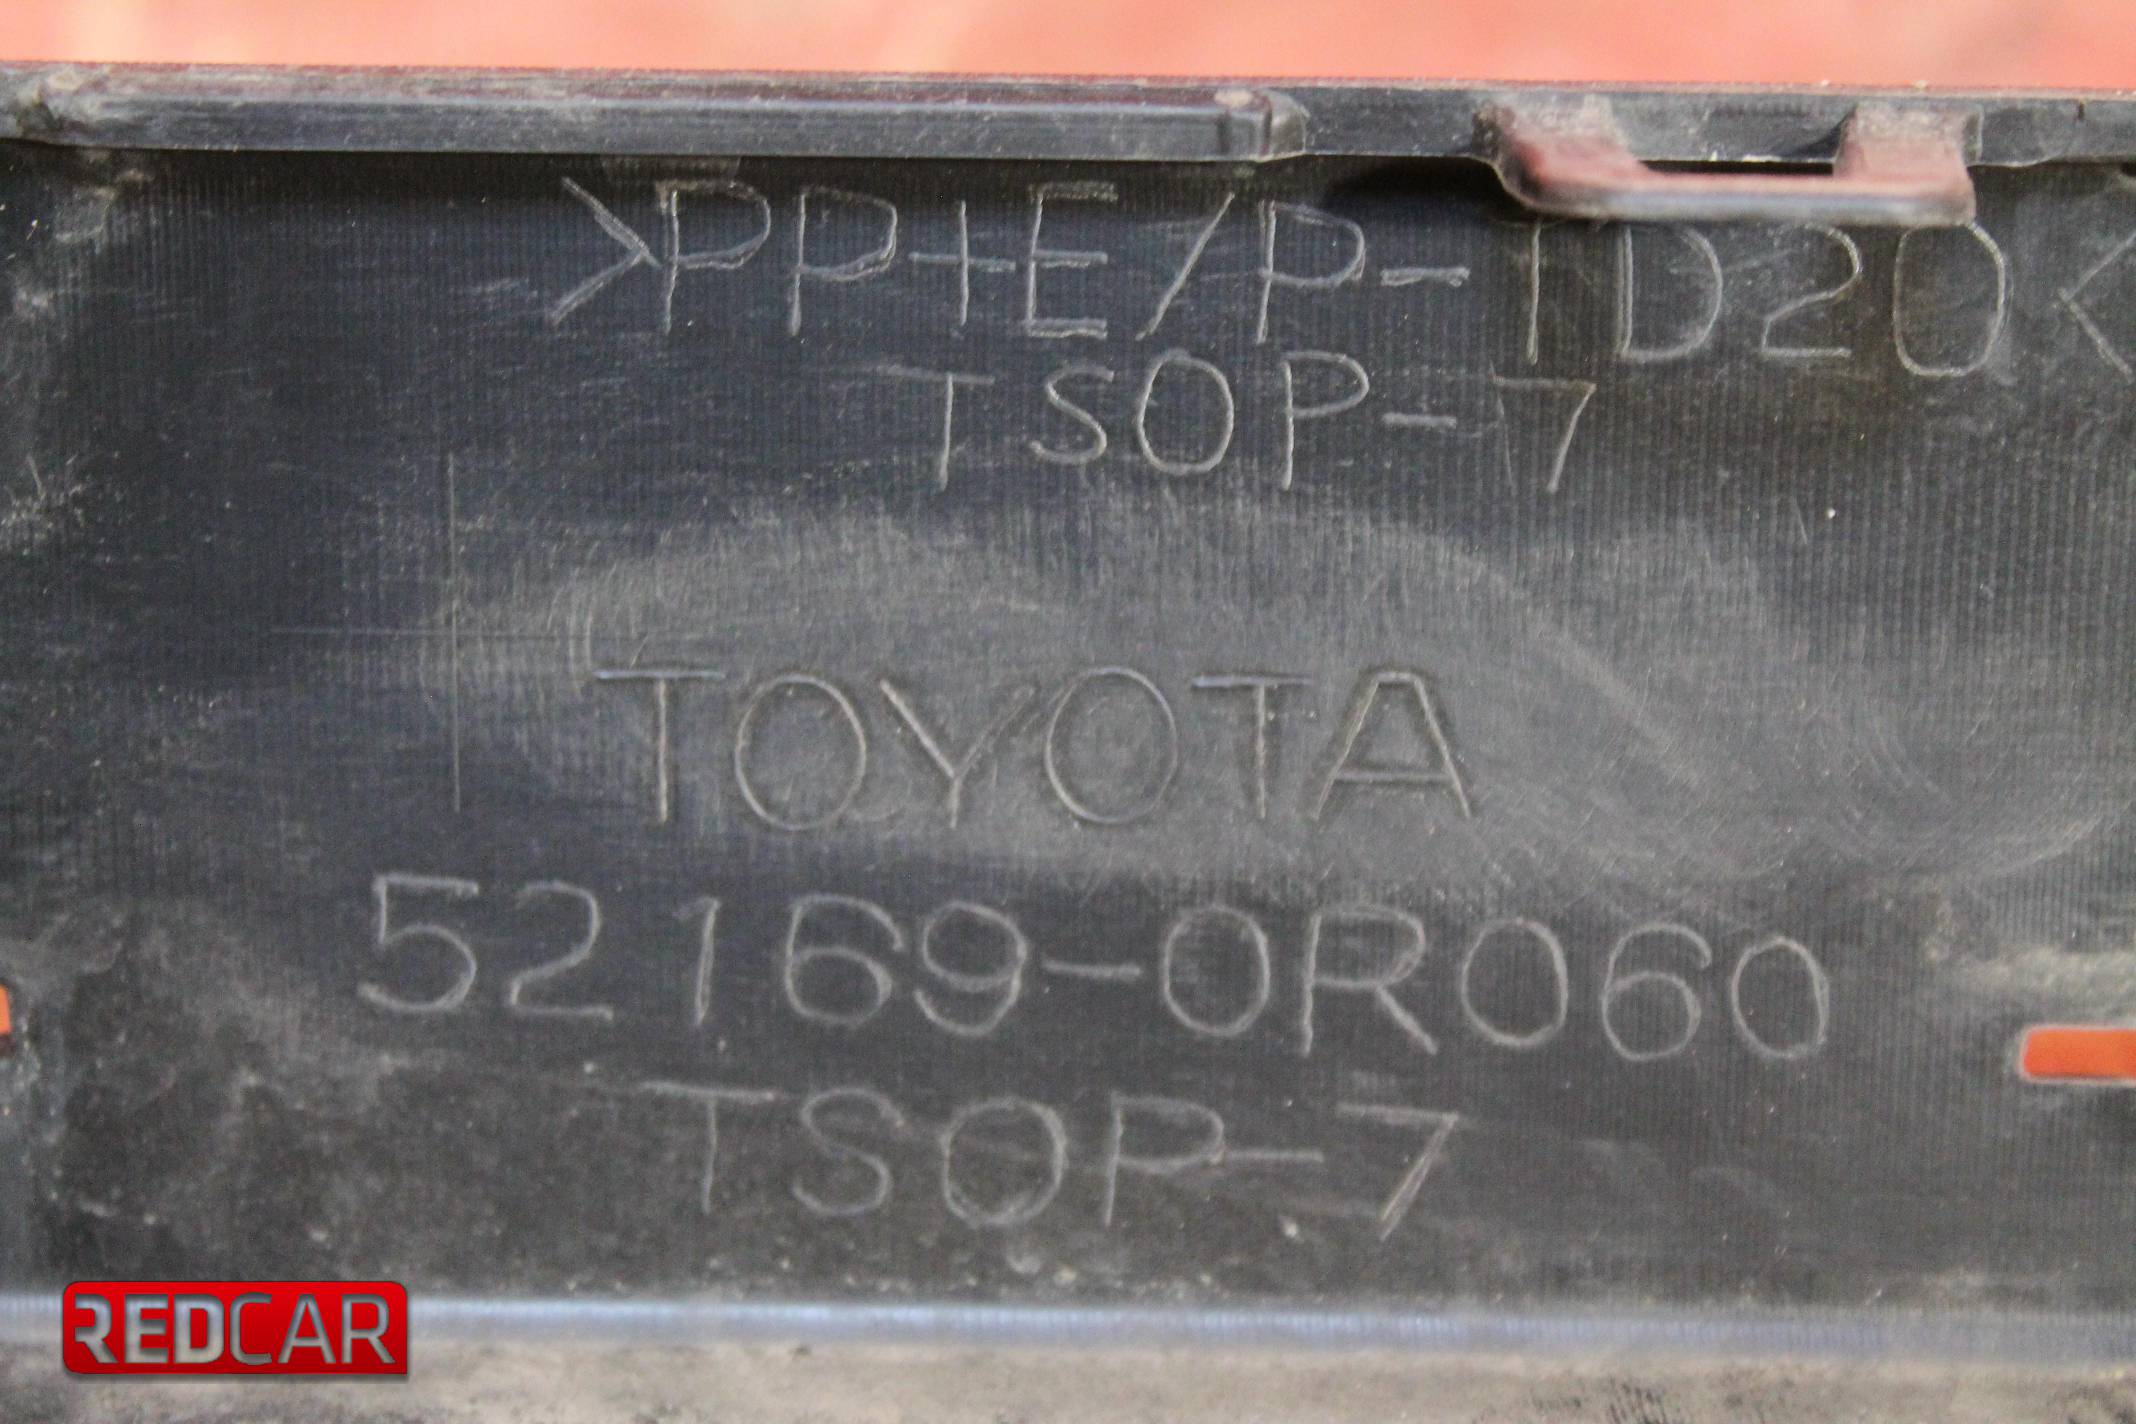 >PP+E/P-TD20<
TSOP-7
TOYOTA
52169-0R060
TSOP-7
REDCAR